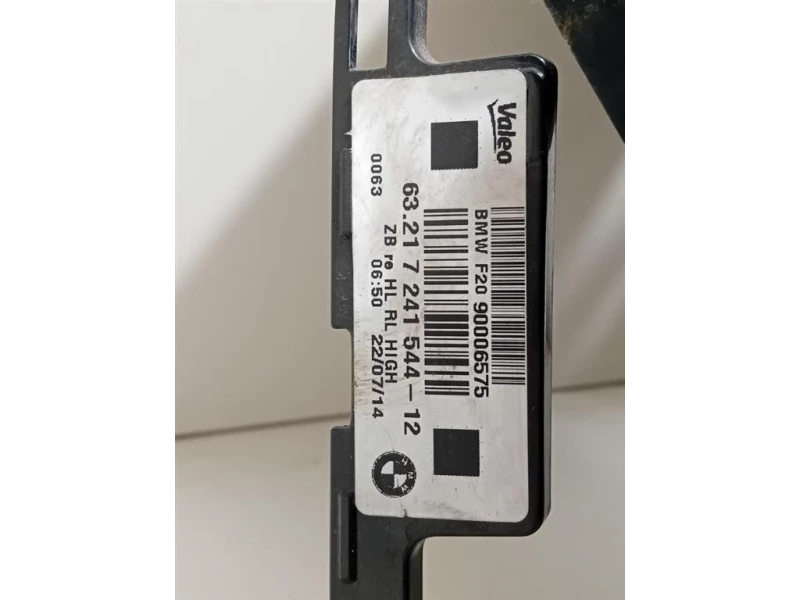 Valeo
BMW F20 90006575
63.21 7 241 544-12
ZB re HL RL HIGH
0063 06:50 22/07/14
BMW